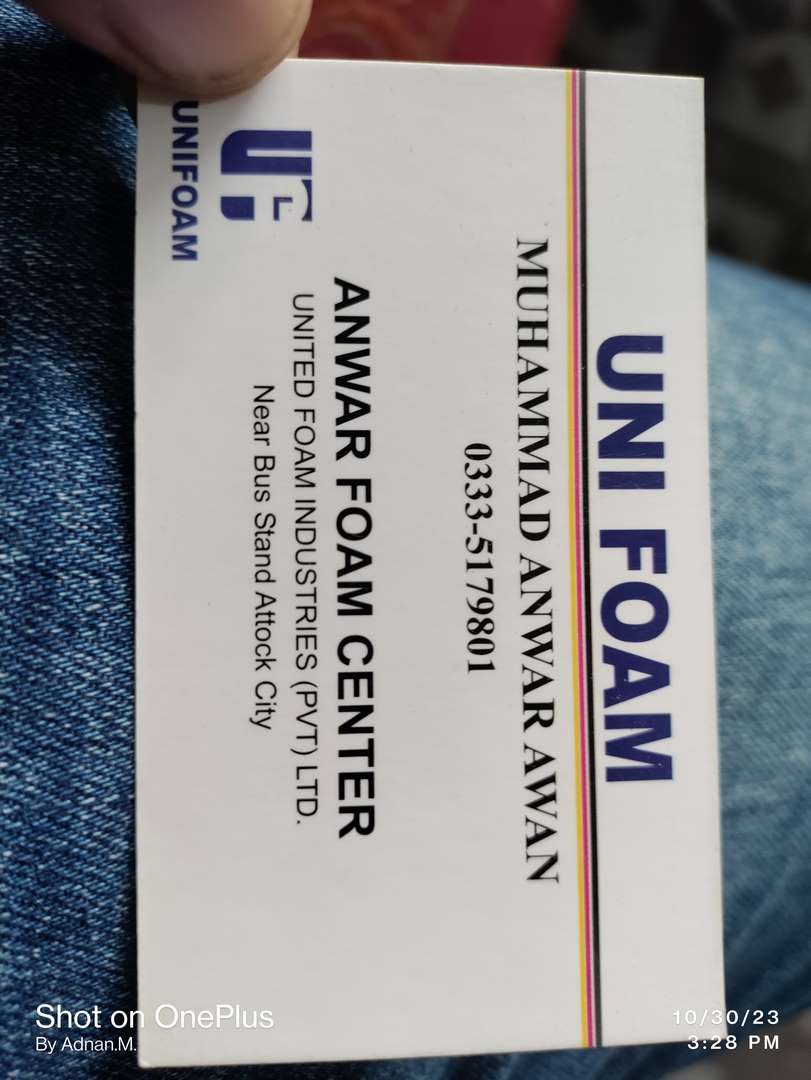 UNI FOAM
MUHAMMAD ANWAR AWAN
0333-5179801
ANWAR FOAM CENTER
UNITED FOAM INDUSTRIES (PVT) LTD.
Near Bus Stand Attock City
UF
UNIFOAM
Shot on OnePlus
By Adnan.M.
10/30/23
3:28 PM